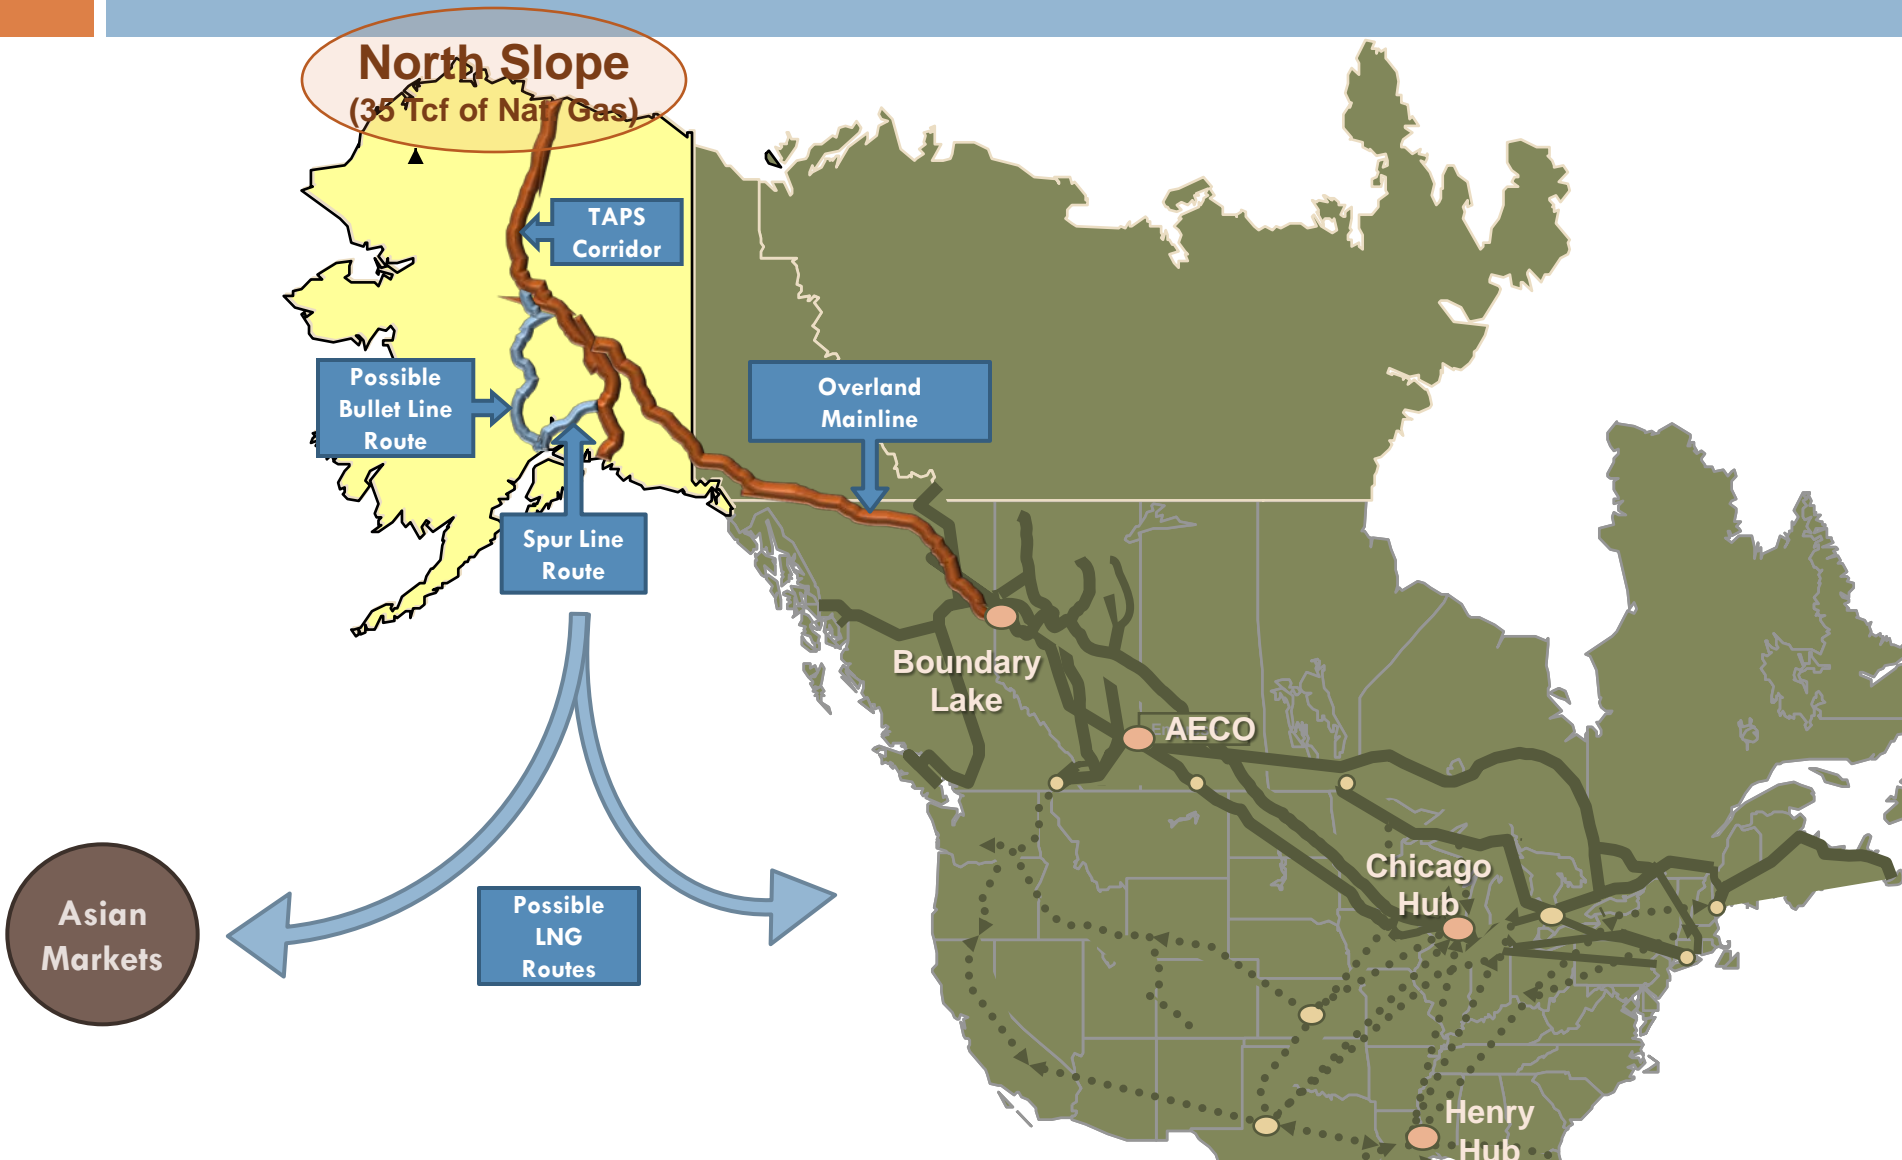 North Slope
(35 Tcf of Nat. Gas)
TAPS
Corridor
Possible
Bullet Line
Route
Overland
Mainline
Spur Line
Route
Boundary
Lake
AECO
Chicago
Hub
Asian
Markets
Possible
LNG
Routes
Henry
Hub